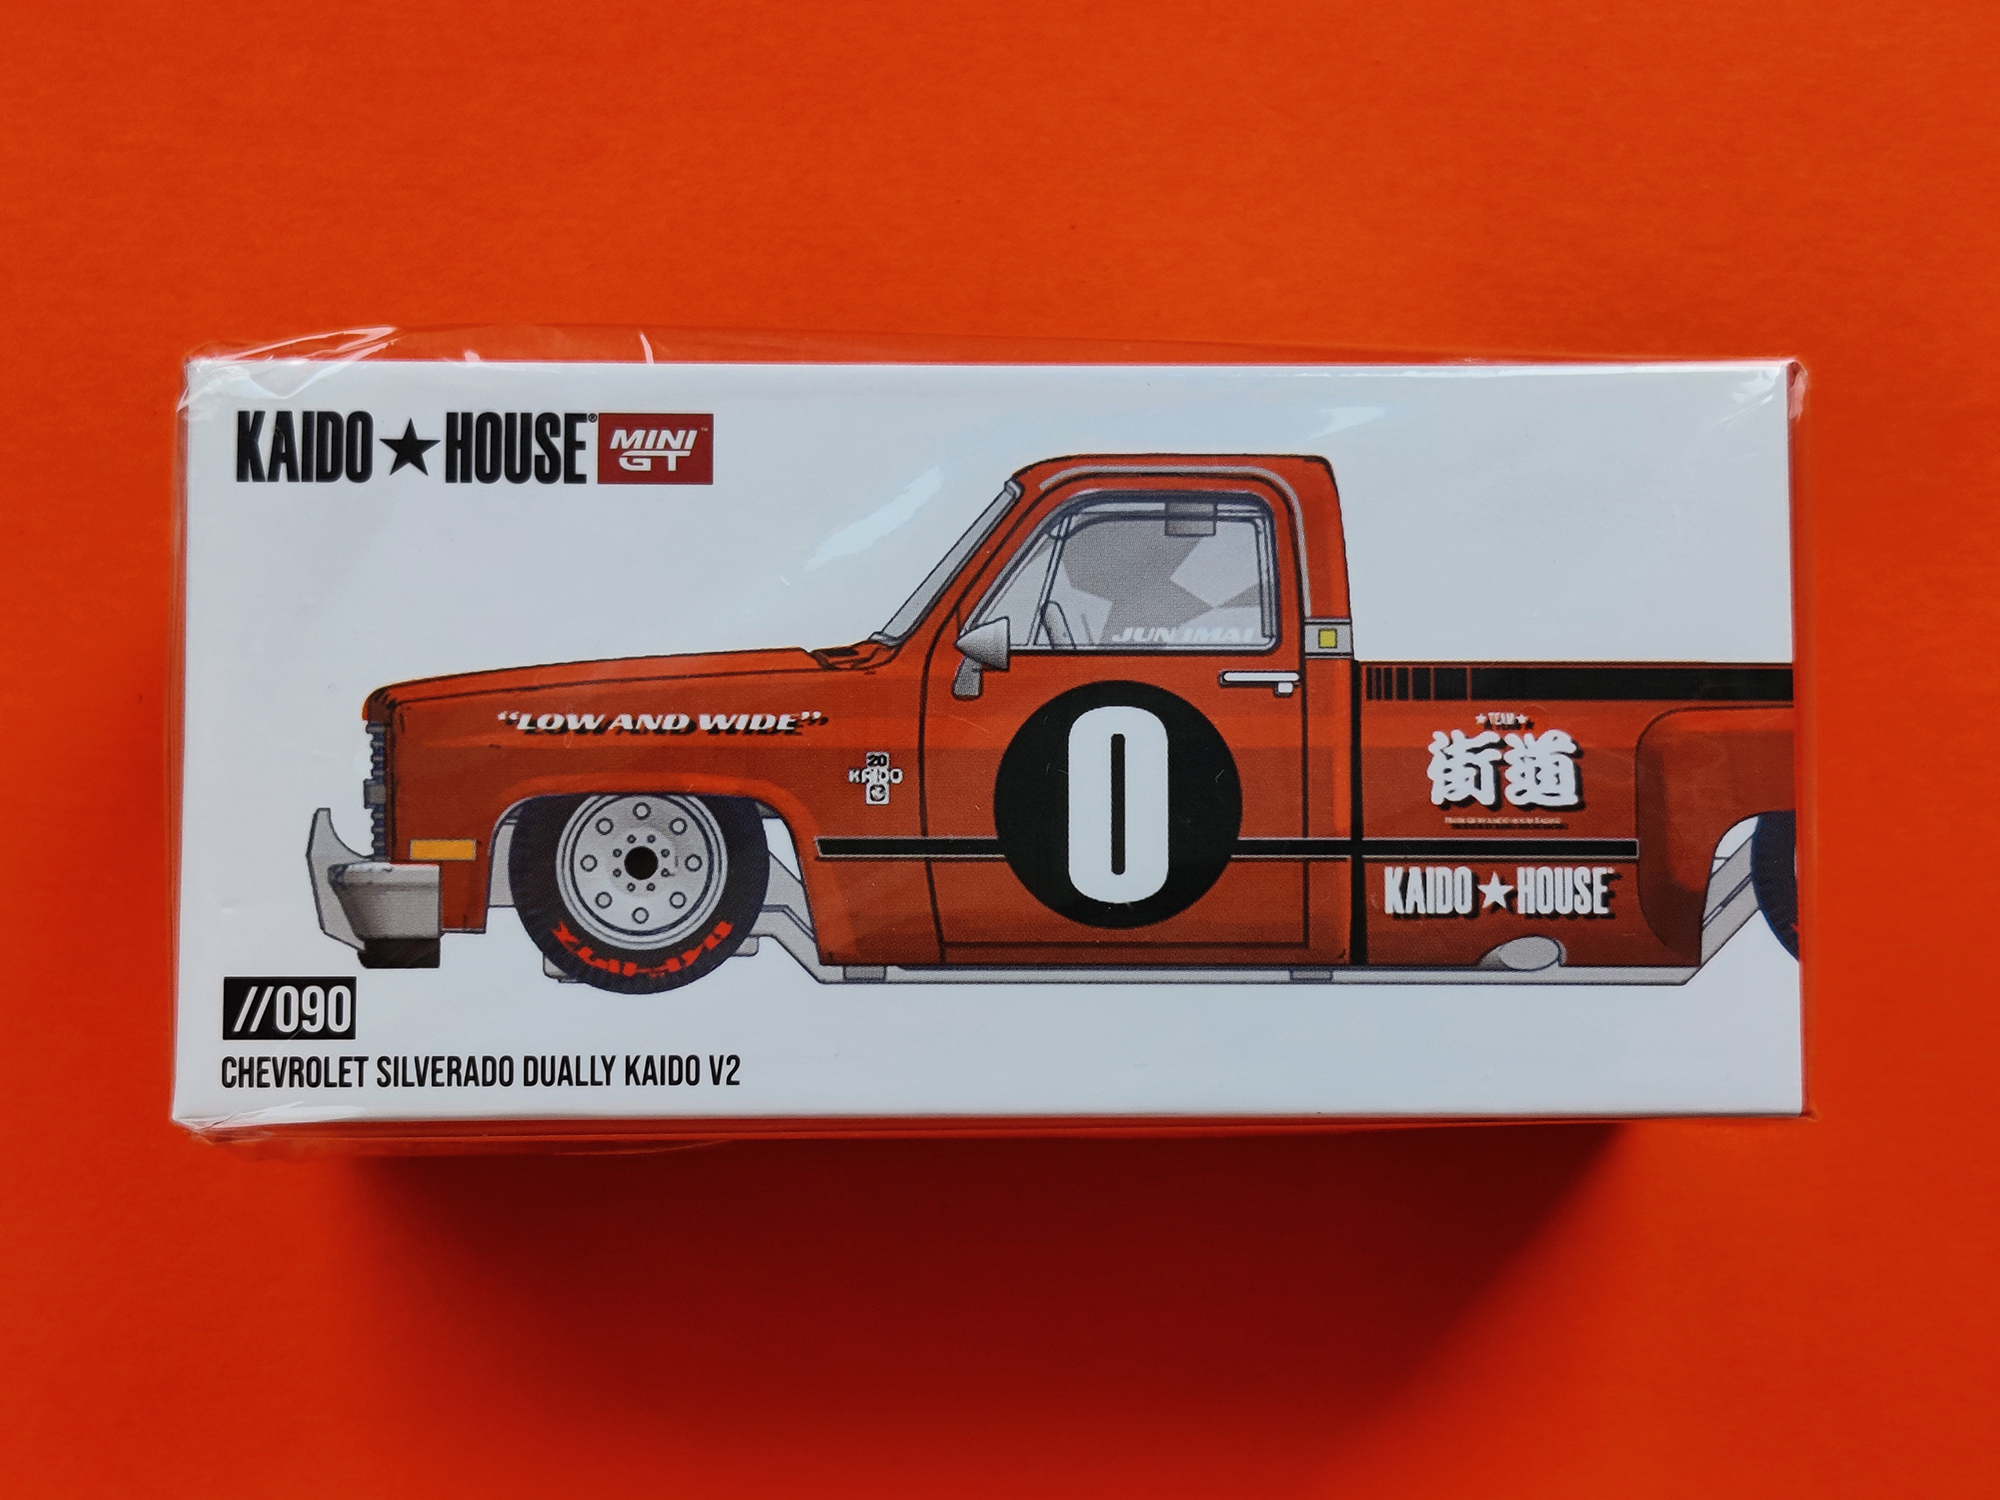 KAIDO★HOUSE®
MINI GT™
JUN IMAI
"LOW AND WIDE"
20
KAIDO
0
★TEAM★
街道
KAIDO★HOUSE
//090
CHEVROLET SILVERADO DUALLY KAIDO V2